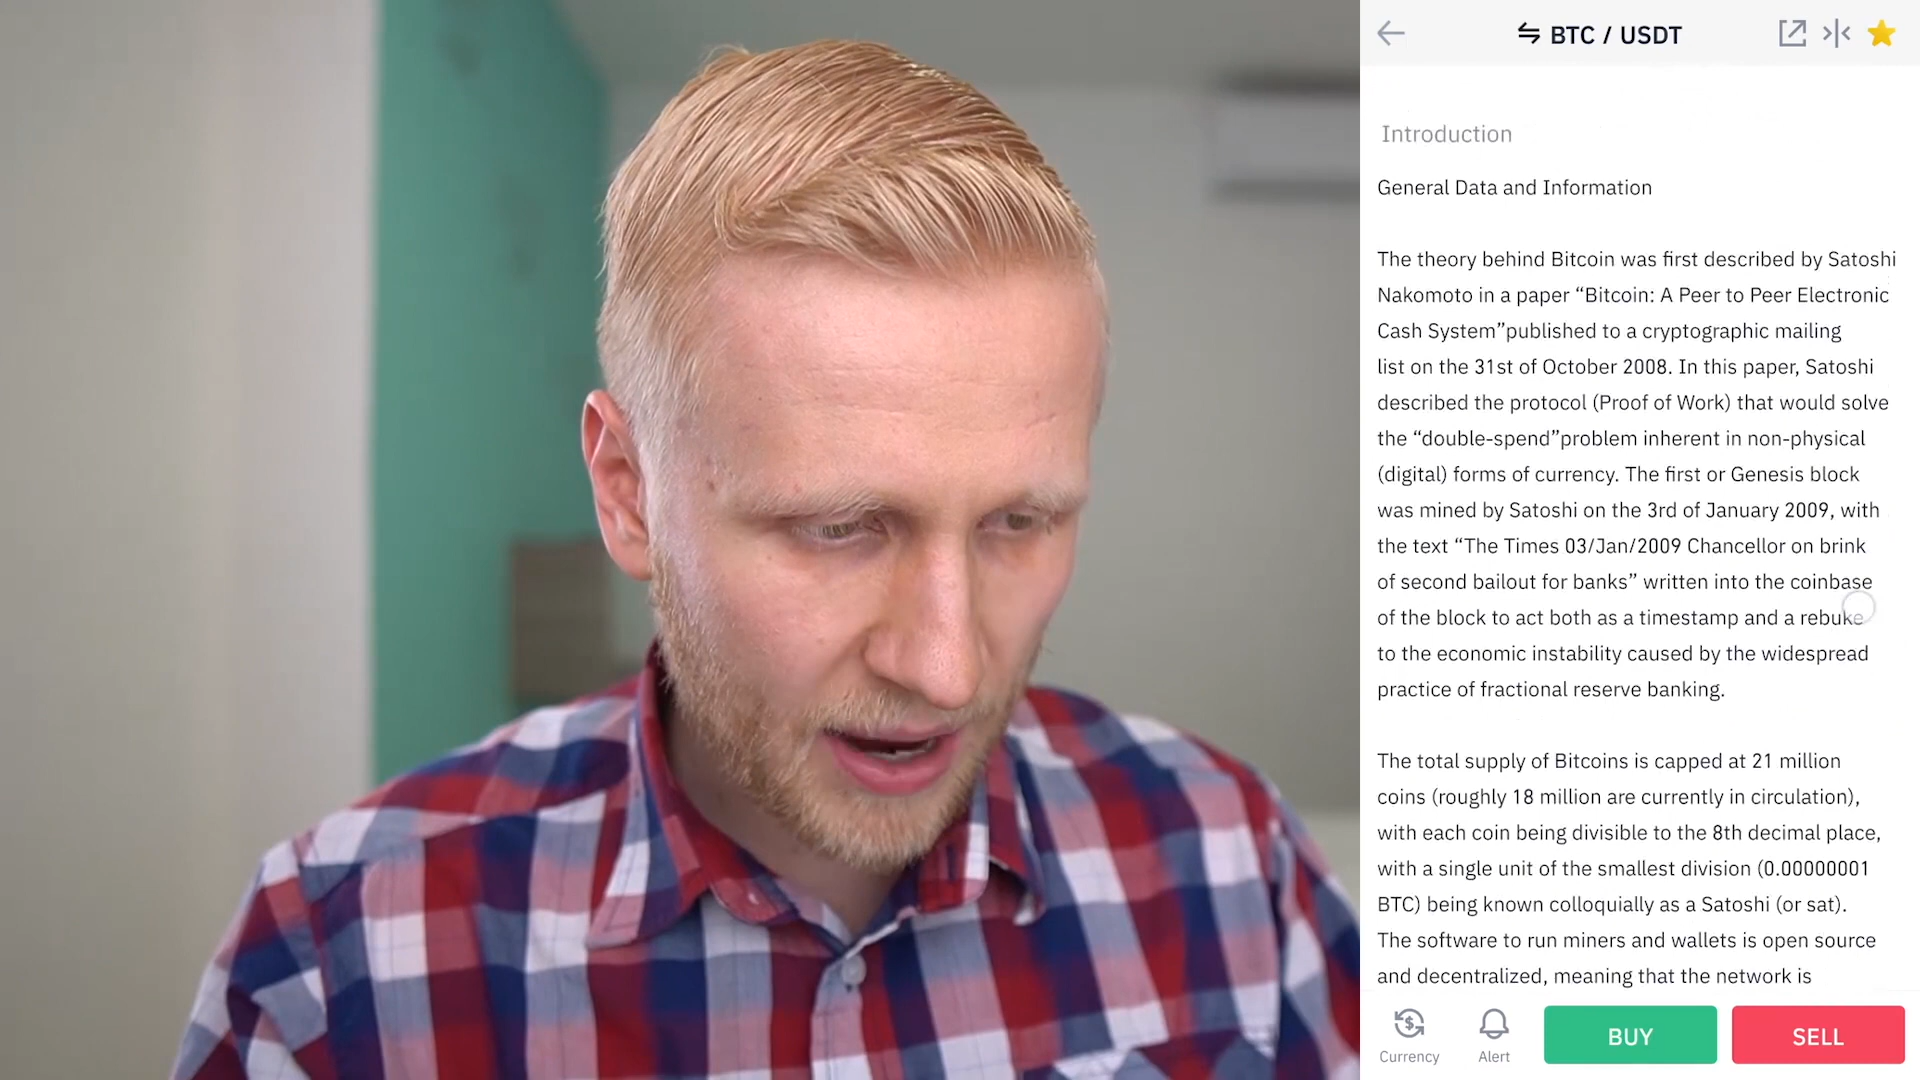 BTC / USDT
Introduction
General Data and Information
The theory behind Bitcoin was first described by Satoshi
Nakomoto in a paper “Bitcoin: A Peer to Peer Electronic
Cash System”published to a cryptographic mailing
list on the 31st of October 2008. In this paper, Satoshi
described the protocol (Proof of Work) that would solve
the “double-spend”problem inherent in non-physical
(digital) forms of currency. The first or Genesis block
was mined by Satoshi on the 3rd of January 2009, with
the text “The Times 03/Jan/2009 Chancellor on brink
of second bailout for banks” written into the coinbase
of the block to act both as a timestamp and a rebuke
to the economic instability caused by the widespread
practice of fractional reserve banking.
The total supply of Bitcoins is capped at 21 million
coins (roughly 18 million are currently in circulation),
with each coin being divisible to the 8th decimal place,
with a single unit of the smallest division (0.00000001
BTC) being known colloquially as a Satoshi (or sat).
The software to run miners and wallets is open source
and decentralized, meaning that the network is
Currency
Alert
BUY
SELL